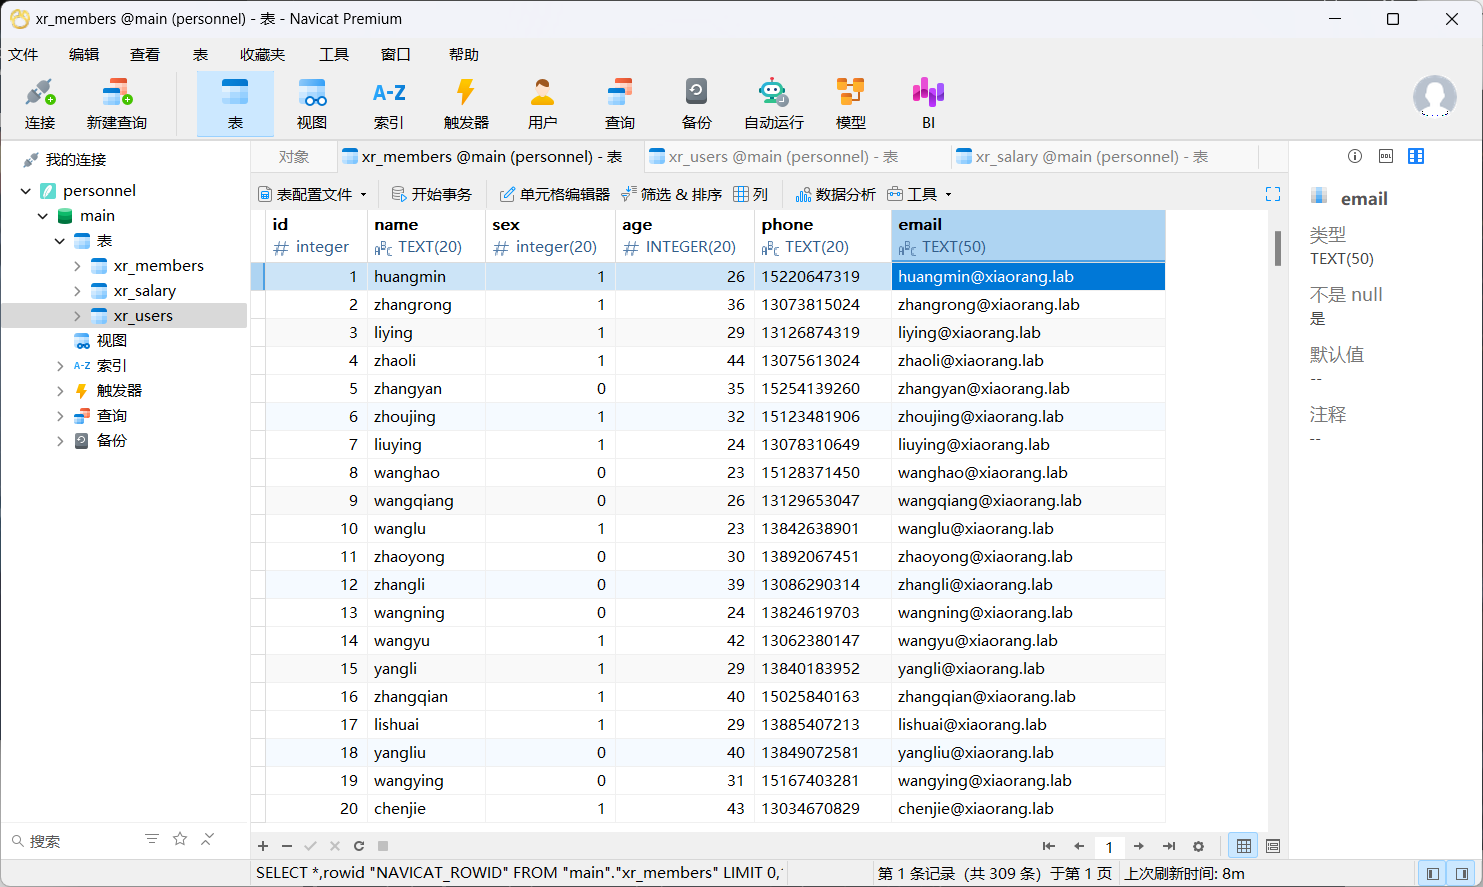 xr_members @main (personnel) - 表 - Navicat Premium
文件 编辑 查看 表 收藏夹 工具 窗口 帮助
连接 新建查询 表 视图 索引 触发器 用户 查询 备份 自动运行 模型 BI
我的连接
personnel
main
表
xr_members
xr_salary
xr_users
视图
A-Z 索引
触发器
查询
备份
搜索
对象 xr_members @main (personnel) - 表 xr_users @main (personnel) - 表 xr_salary @main (personnel) - 表
表配置文件 开始事务 单元格编辑器 筛选 & 排序 列 数据分析 工具
id name sex age phone email
# integer ABC TEXT(20) # integer(20) # INTEGER(20) ABC TEXT(20) ABC TEXT(50)
1 huangmin 1 26 15220647319 huangmin@xiaorang.lab
2 zhangrong 1 36 13073815024 zhangrong@xiaorang.lab
3 liying 1 29 13126874319 liying@xiaorang.lab
4 zhaoli 1 44 13075613024 zhaoli@xiaorang.lab
5 zhangyan 0 35 15254139260 zhangyan@xiaorang.lab
6 zhoujing 1 32 15123481906 zhoujing@xiaorang.lab
7 liuying 1 24 13078310649 liuying@xiaorang.lab
8 wanghao 0 23 15128371450 wanghao@xiaorang.lab
9 wangqiang 0 26 13129653047 wangqiang@xiaorang.lab
10 wanglu 1 23 13842638901 wanglu@xiaorang.lab
11 zhaoyong 0 30 13892067451 zhaoyong@xiaorang.lab
12 zhangli 0 39 13086290314 zhangli@xiaorang.lab
13 wangning 0 24 13824619703 wangning@xiaorang.lab
14 wangyu 1 42 13062380147 wangyu@xiaorang.lab
15 yangli 1 29 13840183952 yangli@xiaorang.lab
16 zhangqian 1 40 15025840163 zhangqian@xiaorang.lab
17 lishuai 1 29 13885407213 lishuai@xiaorang.lab
18 yangliu 0 40 13849072581 yangliu@xiaorang.lab
19 wangying 0 31 15167403281 wangying@xiaorang.lab
20 chenjie 1 43 13034670829 chenjie@xiaorang.lab
1
SELECT *,rowid "NAVICAT_ROWID" FROM "main"."xr_members" LIMIT 0, 第 1 条记录 (共 309 条) 于第 1 页 上次刷新时间: 8m
DDL
email
类型
TEXT(50)
不是 null
是
默认值
--
注释
--